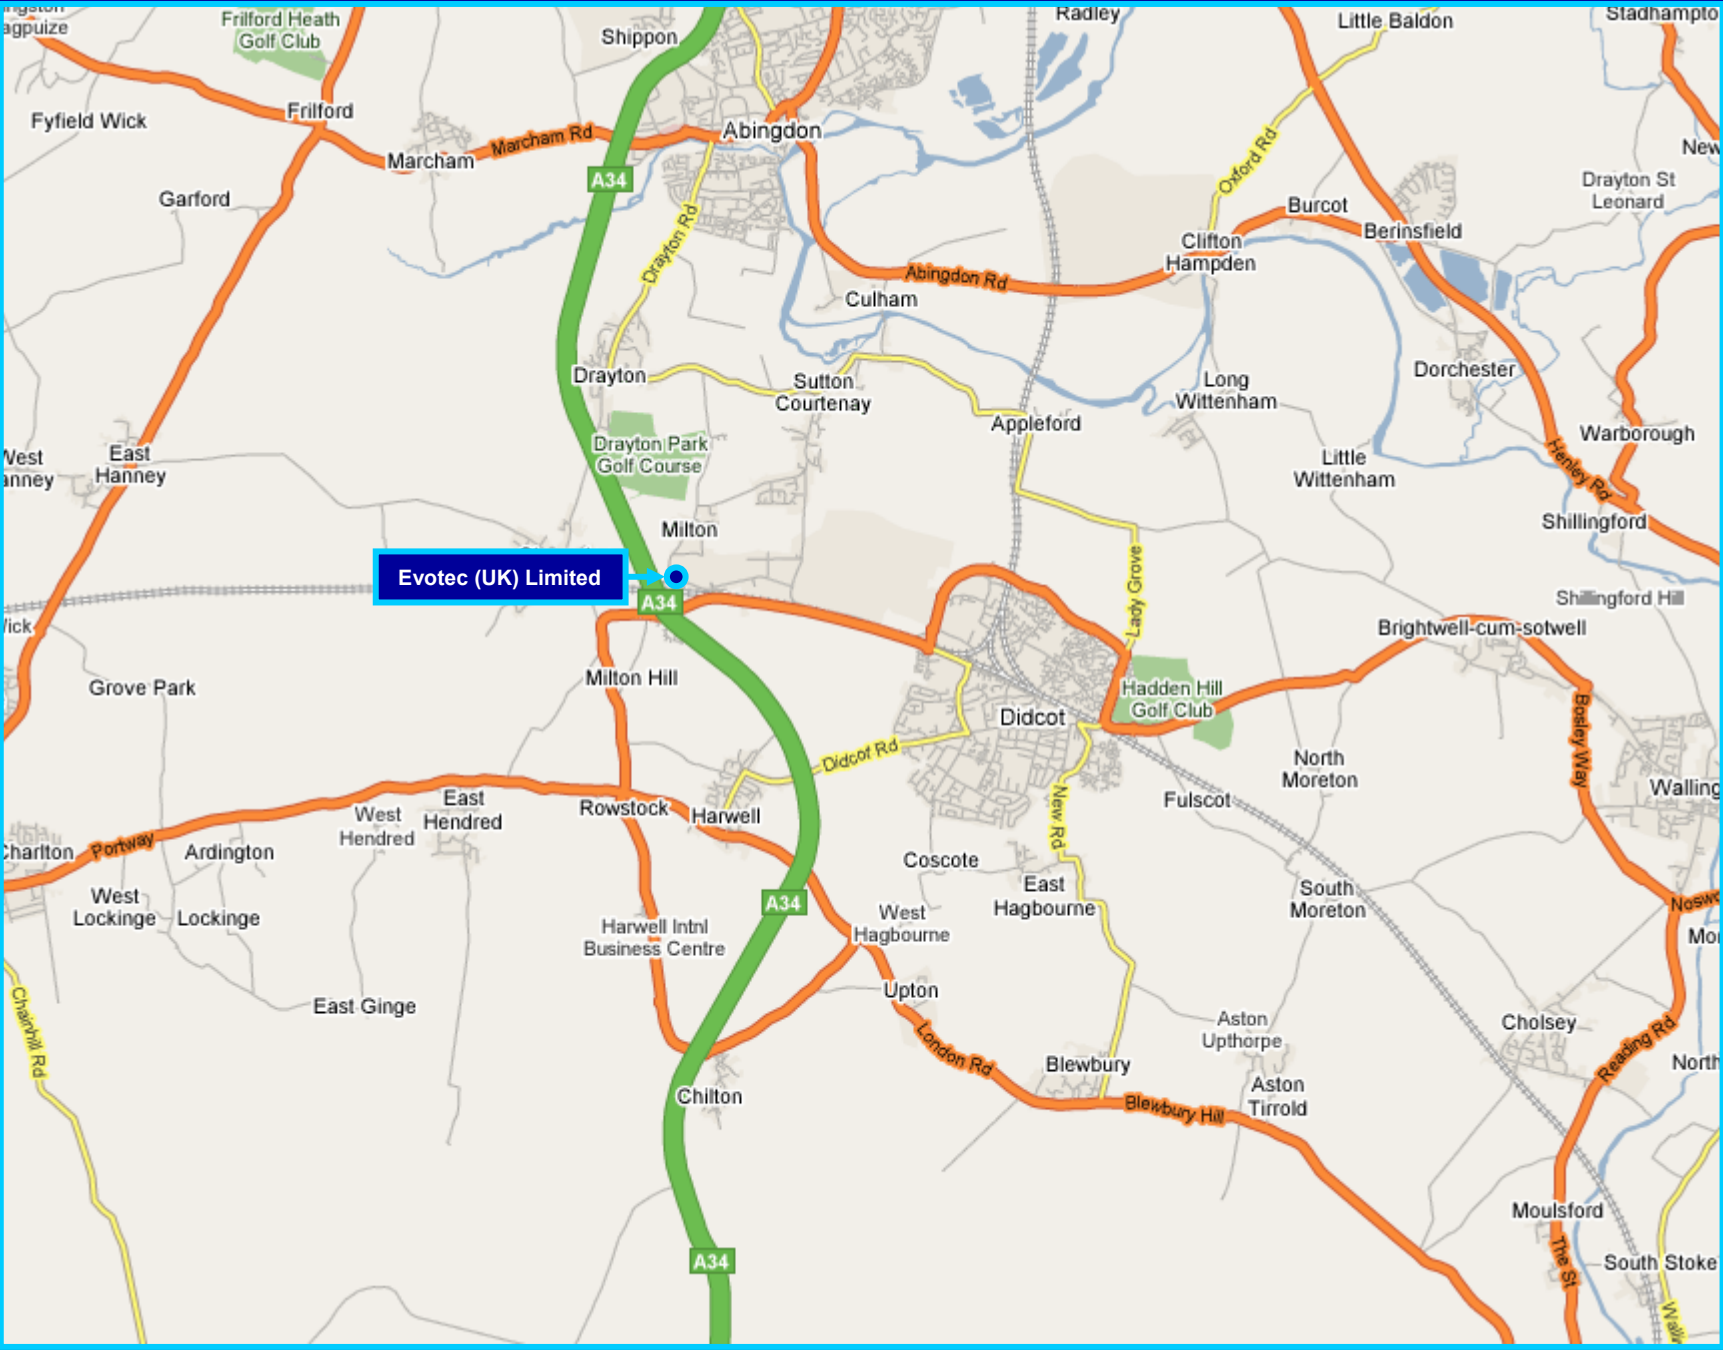 Frilford Heath
Golf Club
Shippon
Radley
Little Baldon
Fyfield Wick
Frilford
Marcham
Marcham Rd
Abingdon
A34
Garford
Drayton Rd
Oxford Rd
Burcot
Berinsfield
Drayton St
Leonard
New
Clifton
Hampden
Abingdon Rd
Culham
Drayton
Sutton
Courtenay
Long
Wittenham
Dorchester
Appleford
Warborough
Drayton Park
Golf Course
East
Hanney
West
anney
Little
Wittenham
Henley Rd
Shillingford
Milton
Evotec (UK) Limited
A34
Lady Grove
Shillingford Hill
Brightwell-cum-sotwell
Milton Hill
Grove Park
Hadden Hill
Golf Club
Didcot
Didcot Rd
Bosley Way
North
Moreton
Walling
Fulscot
New Rd
Rowstock
Harwell
East
Hendred
West
Hendred
Portway
Charlton
Ardington
West
Lockinge
Lockinge
Coscote
East
Hagbourne
West
Hagbourne
South
Moreton
A34
Harwell Intnl
Business Centre
Upton
East Ginge
Chainhill Rd
London Rd
Aston
Upthorpe
Cholsey
Reading Rd
North
Blewbury
Blewbury Hill
Aston
Tirrold
Chilton
Moulsford
The St
South Stoke
A34